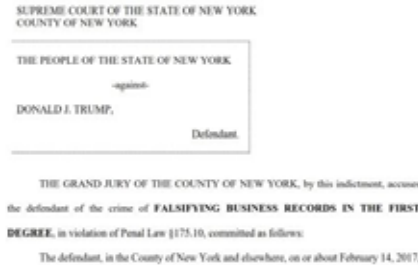 SUPREME COURT OF THE STATE OF NEW YORK
COUNTY OF NEW YORK
THE PEOPLE OF THE STATE OF NEW YORK
-against-
DONALD J. TRUMP,
Defendant.
THE GRAND JURY OF THE COUNTY OF NEW YORK, by this indictment, accuses
the defendant of the crime of FALSIFYING BUSINESS RECORDS IN THE FIRST
DEGREE, in violation of Penal Law §175.10, committed as follows:
The defendant, in the County of New York and elsewhere, on or about February 14, 2017